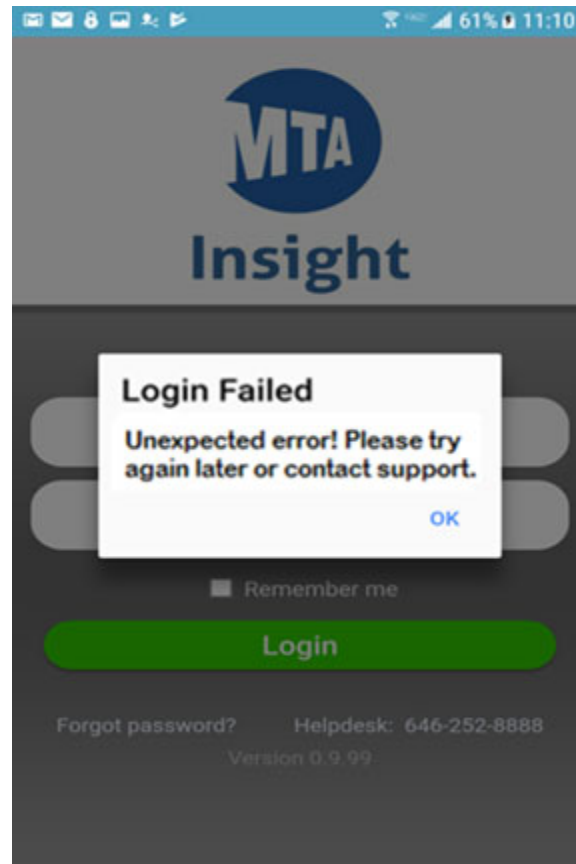 61% 11:10
MTA
Insight
Login Failed
Unexpected error! Please try
again later or contact support.
OK
Remember me
Login
Forgot password? Helpdesk: 646-252-8888
Version 0.9.99